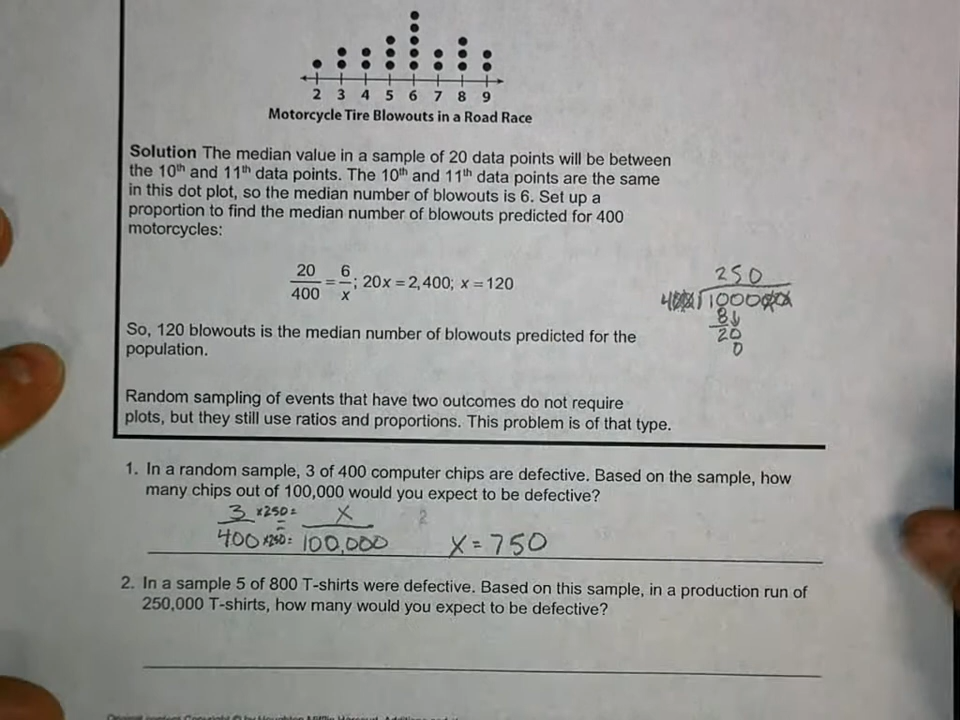 2 3 4 5 6 7 8 9
Motorcycle Tire Blowouts in a Road Race
Solution The median value in a sample of 20 data points will be between
the 10th and 11th data points. The 10th and 11th data points are the same
in this dot plot, so the median number of blowouts is 6. Set up a
proportion to find the median number of blowouts predicted for 400
motorcycles:
20/400 = 6/x; 20x = 2,400; x = 120
250
400 100000
8
20
0
So, 120 blowouts is the median number of blowouts predicted for the
population.
Random sampling of events that have two outcomes do not require
plots, but they still use ratios and proportions. This problem is of that type.
1. In a random sample, 3 of 400 computer chips are defective. Based on the sample, how
many chips out of 100,000 would you expect to be defective?
3 x250= X
400 x250= 100,000 X = 750
2. In a sample 5 of 800 T-shirts were defective. Based on this sample, in a production run of
250,000 T-shirts, how many would you expect to be defective?